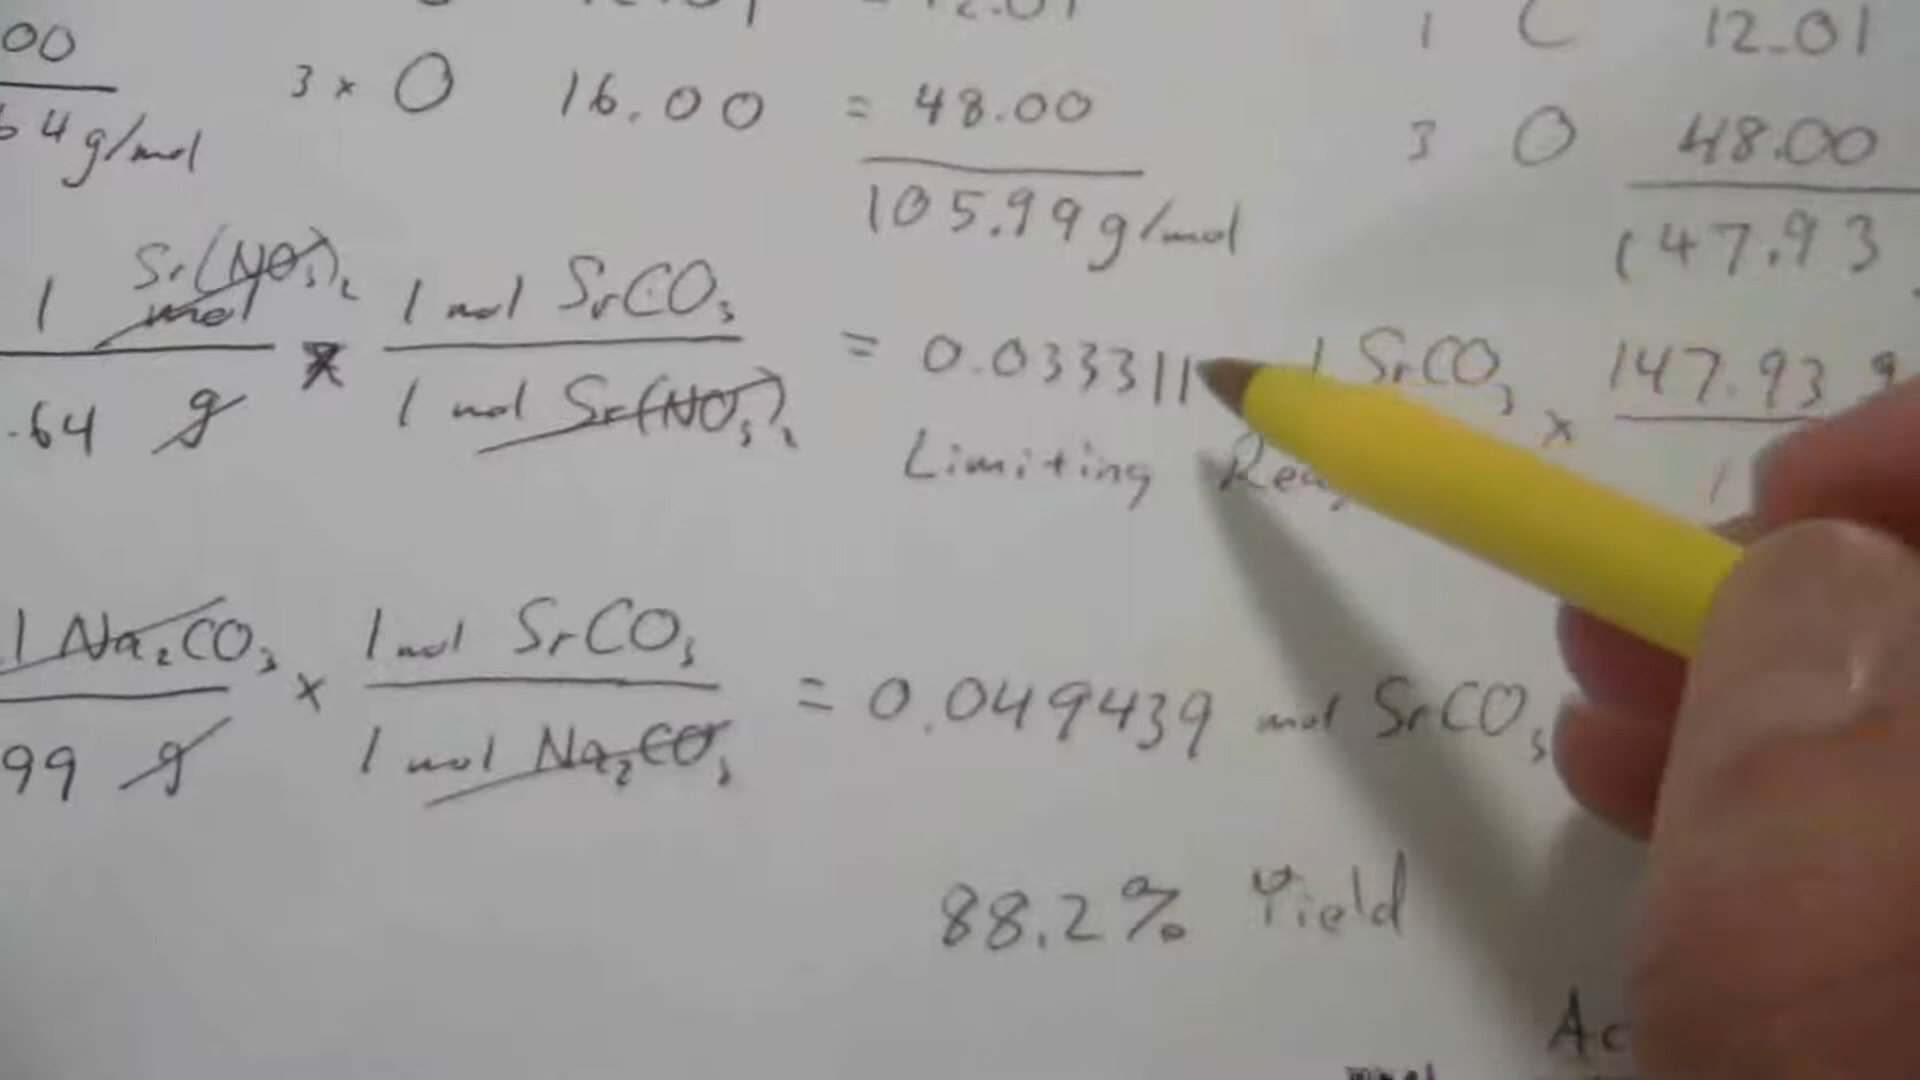 00
1 C 12.01
3 x O 16.00 = 48.00
64 g/mol
3 O 48.00
105.99 g/mol
147.93
1 mol Sr(NO3)2
1 mol SrCO3
= 0.033311
SrCO3 x 147.93 g
.64 g x 1 mol Sr(NO3)2
Limiting
1 Na2CO3 x 1 mol SrCO3
= 0.049439 mol SrCO3
99 g 1 mol Na2CO3
88.2% Yield